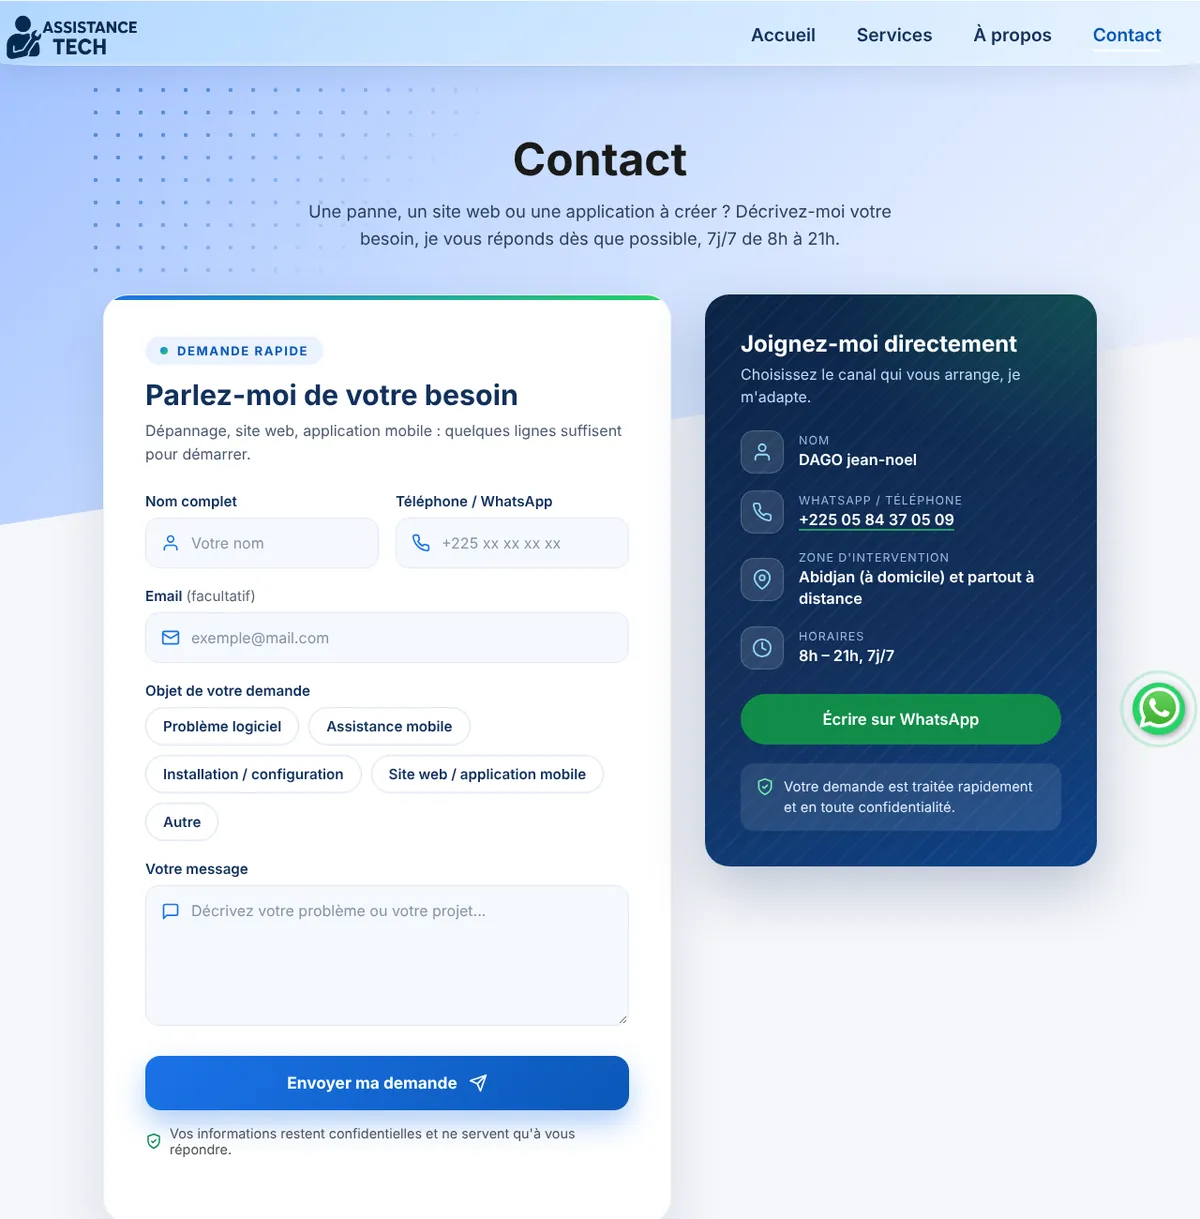 ASSISTANCE
TECH
Accueil
Services
À propos
Contact
Contact
Une panne, un site web ou une application à créer ? Décrivez-moi votre
besoin, je vous réponds dès que possible, 7j/7 de 8h à 21h.
DEMANDE RAPIDE
Parlez-moi de votre besoin
Dépannage, site web, application mobile : quelques lignes suffisent
pour démarrer.
Nom complet
Votre nom
Téléphone / WhatsApp
+225 xx xx xx xx
Email (facultatif)
exemple@mail.com
Objet de votre demande
Problème logiciel
Assistance mobile
Installation / configuration
Site web / application mobile
Autre
Votre message
Décrivez votre problème ou votre projet...
Envoyer ma demande
Vos informations restent confidentielles et ne servent qu'à vous
répondre.
Joignez-moi directement
Choisissez le canal qui vous arrange, je
m'adapte.
NOM
DAGO jean-noel
WHATSAPP / TÉLÉPHONE
+225 05 84 37 05 09
ZONE D'INTERVENTION
Abidjan (à domicile) et partout à
distance
HORAIRES
8h – 21h, 7j/7
Écrire sur WhatsApp
Votre demande est traitée rapidement
et en toute confidentialité.